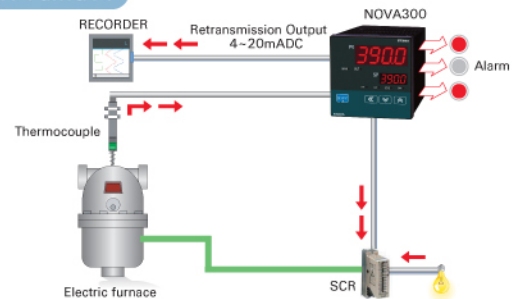 NOVA300
RECORDER
Retransmission Output
4~20mADC
390.0
390.0
Alarm
Thermocouple
SCR
Electric furnace